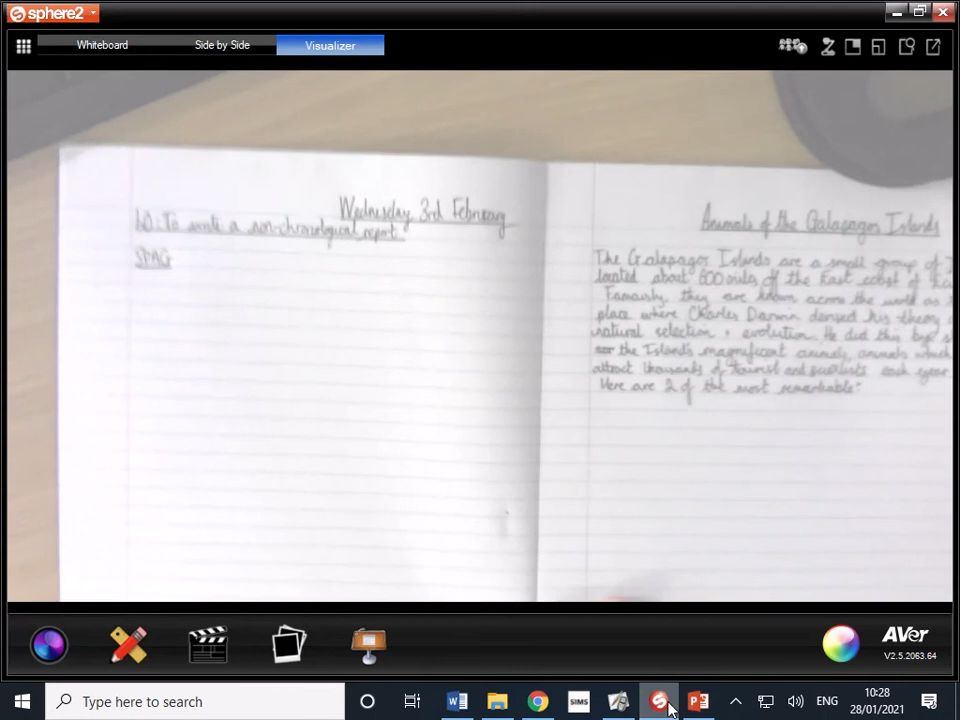 sphere2
Whiteboard
Side by Side
Visualizer
Wednesday 3rd February
LO: To write a non-chronological report
SPAG
Animals of the Galapagos Islands
The Galapagos Islands are a small group of
located about 600 miles off the East coast of
Famously, they are known across the world as
place where Charles Darwin devised his theory
natural selection + evolution. He did this by
the Island's magnificent animals, animals which
attract thousands of tourist and each year
Here are 2 of the most remarkable:
AVer
V2.5.2063.64
Type here to search
SIMS
ENG
10:28
28/01/2021